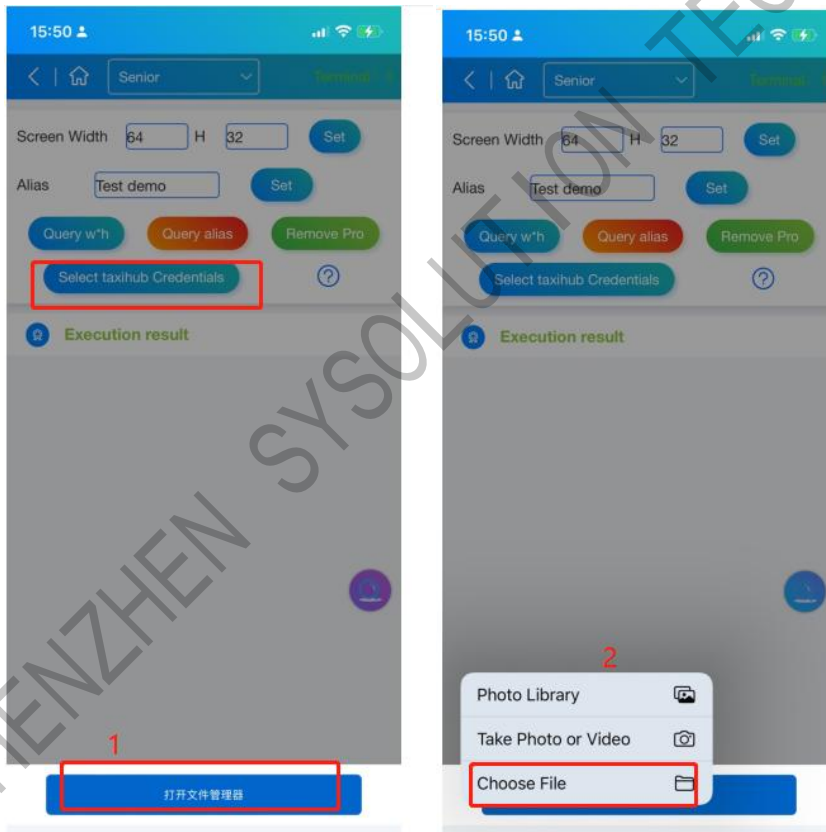 15:50
Senior
Terminal
Screen Width 64 H 32 Set
Alias Test demo Set
Query w*h Query alias Remove Pro
Select taxihub Credentials
Execution result
1
打开文件管理器
15:50
Senior
Terminal
Screen Width 64 H 32 Set
Alias Test demo Set
Query w*h Query alias Remove Pro
Select taxihub Credentials
Execution result
2
Photo Library
Take Photo or Video
Choose File
SHENZHEN SYSOLUTION TEC